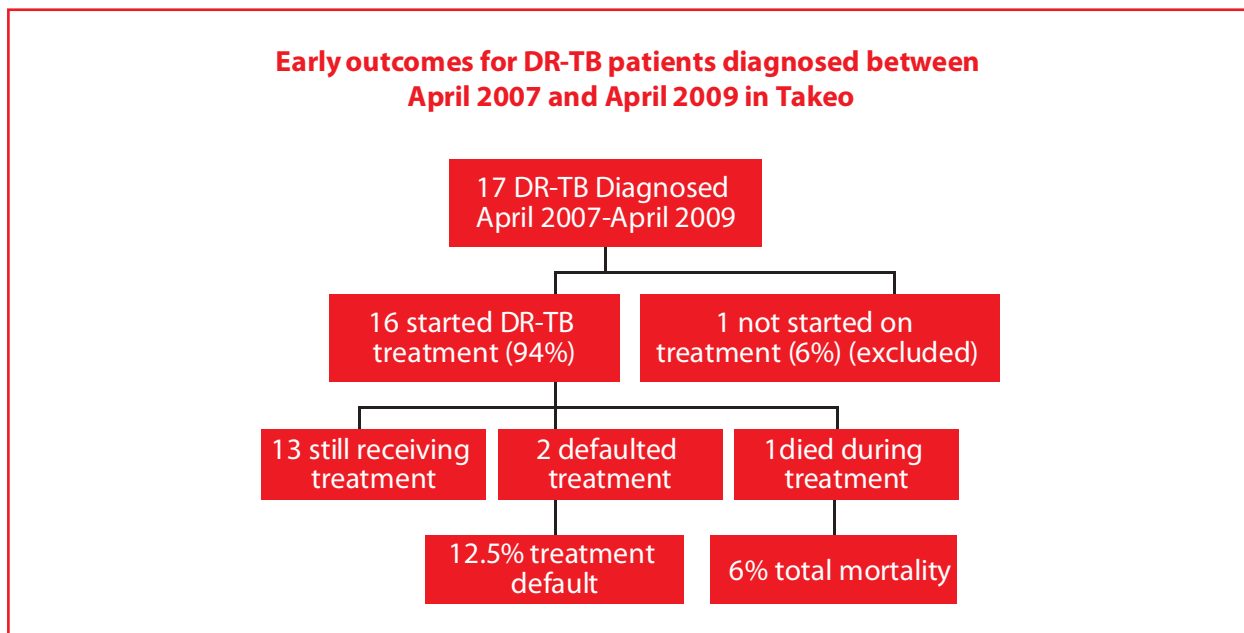 Early outcomes for DR-TB patients diagnosed between
April 2007 and April 2009 in Takeo
17 DR-TB Diagnosed
April 2007-April 2009
16 started DR-TB
treatment (94%)
1 not started on
treatment (6%) (excluded)
13 still receiving
treatment
2 defaulted
treatment
1died during
treatment
12.5% treatment
default
6% total mortality